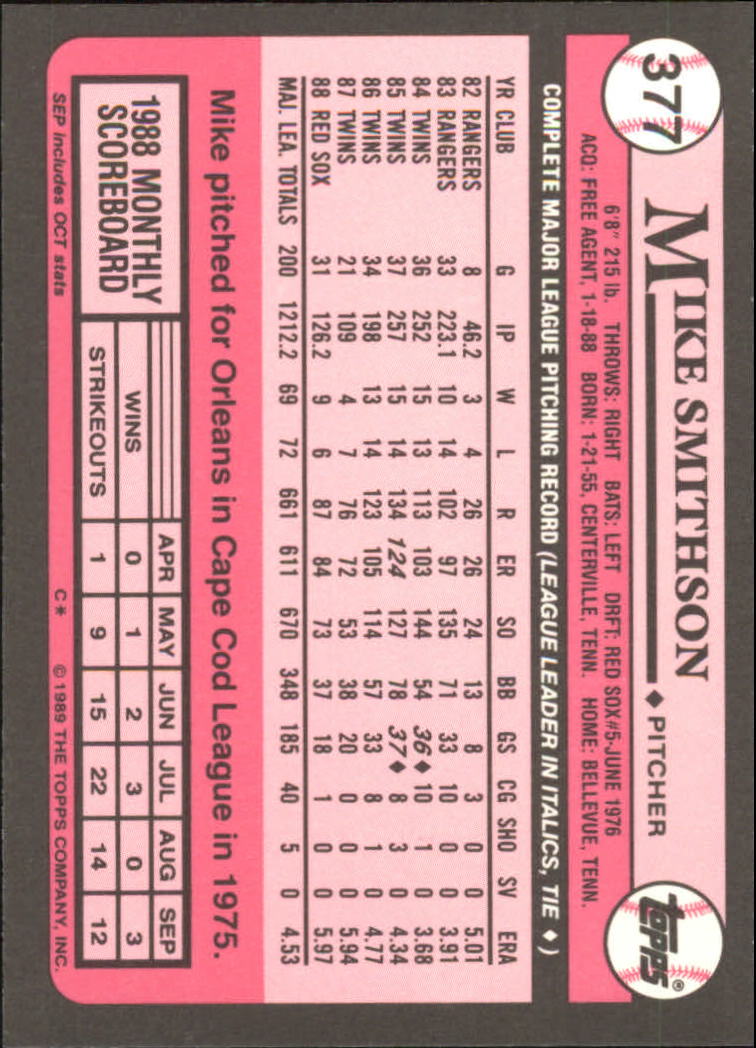 377
MIKE SMITHSON ♦ PITCHER
topps®
6'8" 215 lb. THROWS: RIGHT BATS: LEFT DRFT: RED SOX#5-JUNE 1976
ACQ: FREE AGENT, 1-18-88 BORN: 1-21-55, CENTERVILLE, TENN. HOME: BELLEVUE, TENN.
COMPLETE MAJOR LEAGUE PITCHING RECORD (LEAGUE LEADER IN ITALICS, TIE ♦)
YR CLUB G IP W L R ER SO BB GS CG SHO SV ERA
82 RANGERS 8 46.2 3 4 26 26 24 13 8 3 0 0 5.01
83 RANGERS 33 223.1 10 14 102 97 135 71 33 10 0 0 3.91
84 TWINS 36 252 15 13 113 103 144 54 36♦ 10 1 0 3.68
85 TWINS 37 257 15 14 134 124 127 78 37♦ 8 3 0 4.34
86 TWINS 34 198 13 14 123 105 114 57 33 8 1 0 4.77
87 TWINS 21 109 4 7 76 72 53 38 20 0 0 0 5.94
88 RED SOX 31 126.2 9 6 87 84 73 37 18 1 0 0 5.97
MAJ. LEA. TOTALS 200 1212.2 69 72 661 611 670 348 185 40 5 0 4.53
Mike pitched for Orleans in Cape Cod League in 1975.
1988 MONTHLY
SCOREBOARD
APR MAY JUN JUL AUG SEP
WINS 0 1 2 3 0 3
STRIKEOUTS 1 9 15 22 14 12
SEP includes OCT stats
C* © 1989 THE TOPPS COMPANY, INC.